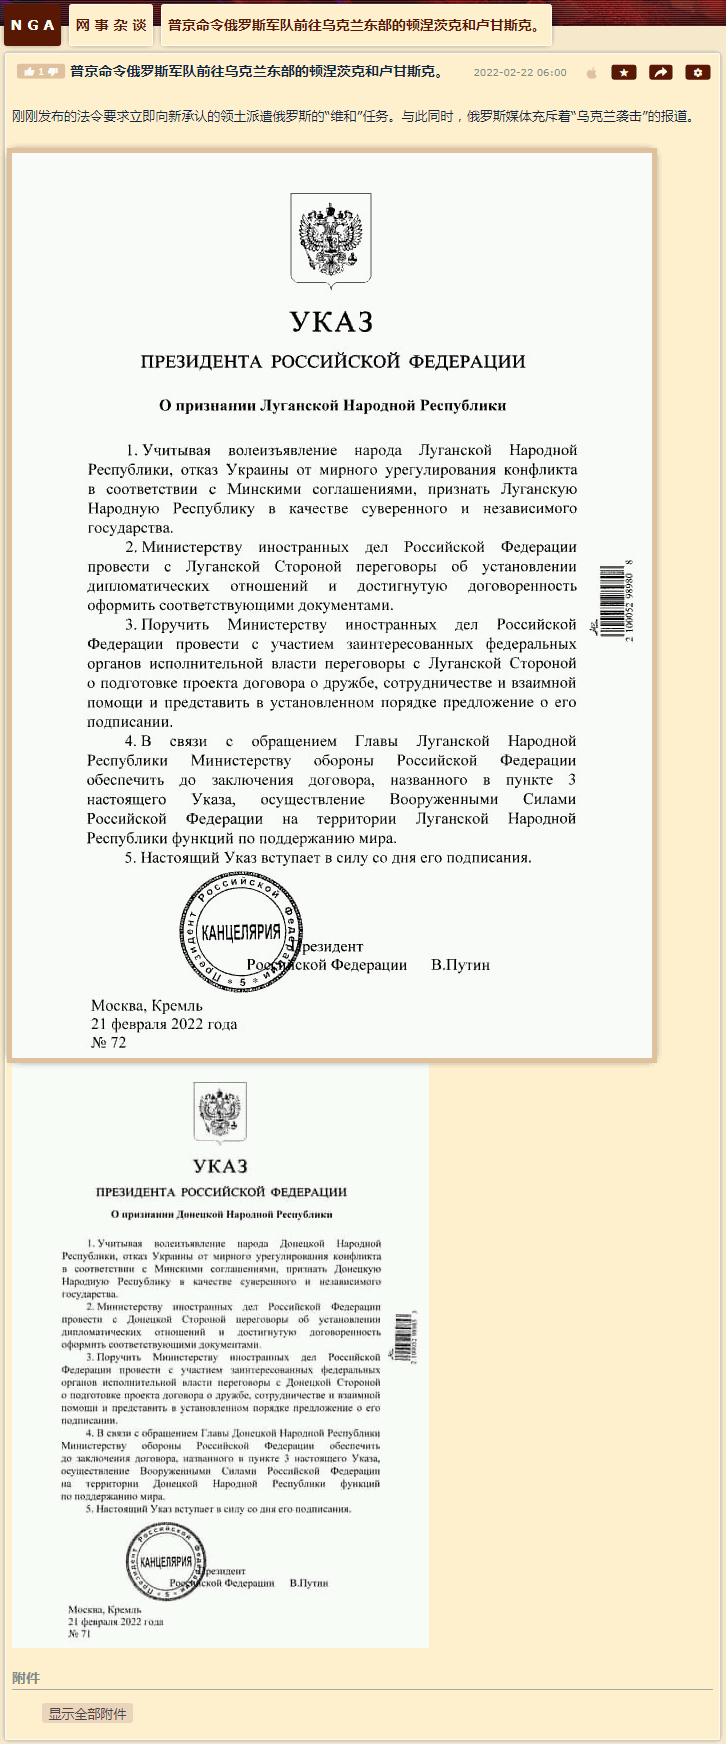 NGA 网事杂谈 普京命令俄罗斯军队前往乌克兰东部的顿涅茨克和卢甘斯克。
1 普京命令俄罗斯军队前往乌克兰东部的顿涅茨克和卢甘斯克。 2022-02-22 06:00
刚刚发布的法令要求立即向新承认的领土派遣俄罗斯的“维和”任务。与此同时，俄罗斯媒体充斥着“乌克兰袭击”的报道。
УКАЗ
ПРЕЗИДЕНТА РОССИЙСКОЙ ФЕДЕРАЦИИ
О признании Луганской Народной Республики
1. Учитывая волеизъявление народа Луганской Народной
Республики, отказ Украины от мирного урегулирования конфликта
в соответствии с Минскими соглашениями, признать Луганскую
Народную Республику в качестве суверенного и независимого
государства.
2. Министерству иностранных дел Российской Федерации
провести с Луганской Стороной переговоры об установлении
дипломатических отношений и достигнутую договоренность
оформить соответствующими документами.
3. Поручить Министерству иностранных дел Российской
Федерации провести с участием заинтересованных федеральных
органов исполнительной власти переговоры с Луганской Стороной
о подготовке проекта договора о дружбе, сотрудничестве и взаимной
помощи и представить в установленном порядке предложение о его
подписании.
4. В связи с обращением Главы Луганской Народной
Республики Министерству обороны Российской Федерации
обеспечить до заключения договора, названного в пункте 3
настоящего Указа, осуществление Вооруженными Силами
Российской Федерации на территории Луганской Народной
Республики функций по поддержанию мира.
5. Настоящий Указ вступает в силу со дня его подписания.
2 100052 98980 8
Президент Российской Федерации
КАНЦЕЛЯРИЯ
* 5 *
Президент
Российской Федерации В.Путин
Москва, Кремль
21 февраля 2022 года
№ 72
УКАЗ
ПРЕЗИДЕНТА РОССИЙСКОЙ ФЕДЕРАЦИИ
О признании Донецкой Народной Республики
1. Учитывая волеизъявление народа Донецкой Народной
Республики, отказ Украины от мирного урегулирования конфликта
в соответствии с Минскими соглашениями, признать Донецкую
Народную Республику в качестве суверенного и независимого
государства.
2. Министерству иностранных дел Российской Федерации
провести с Донецкой Стороной переговоры об установлении
дипломатических отношений и достигнутую договоренность
оформить соответствующими документами.
3. Поручить Министерству иностранных дел Российской
Федерации провести с участием заинтересованных федеральных
органов исполнительной власти переговоры с Донецкой Стороной
о подготовке проекта договора о дружбе, сотрудничестве и взаимной
помощи и представить в установленном порядке предложение о его
подписании.
4. В связи с обращением Главы Донецкой Народной Республики
Министерству обороны Российской Федерации обеспечить
до заключения договора, названного в пункте 3 настоящего Указа,
осуществление Вооруженными Силами Российской Федерации
на территории Донецкой Народной Республики функций
по поддержанию мира.
5. Настоящий Указ вступает в силу со дня его подписания.
Президент Российской Федерации
КАНЦЕЛЯРИЯ
* 5 *
Президент
Российской Федерации В.Путин
Москва, Кремль
21 февраля 2022 года
№ 71
附件
显示全部附件